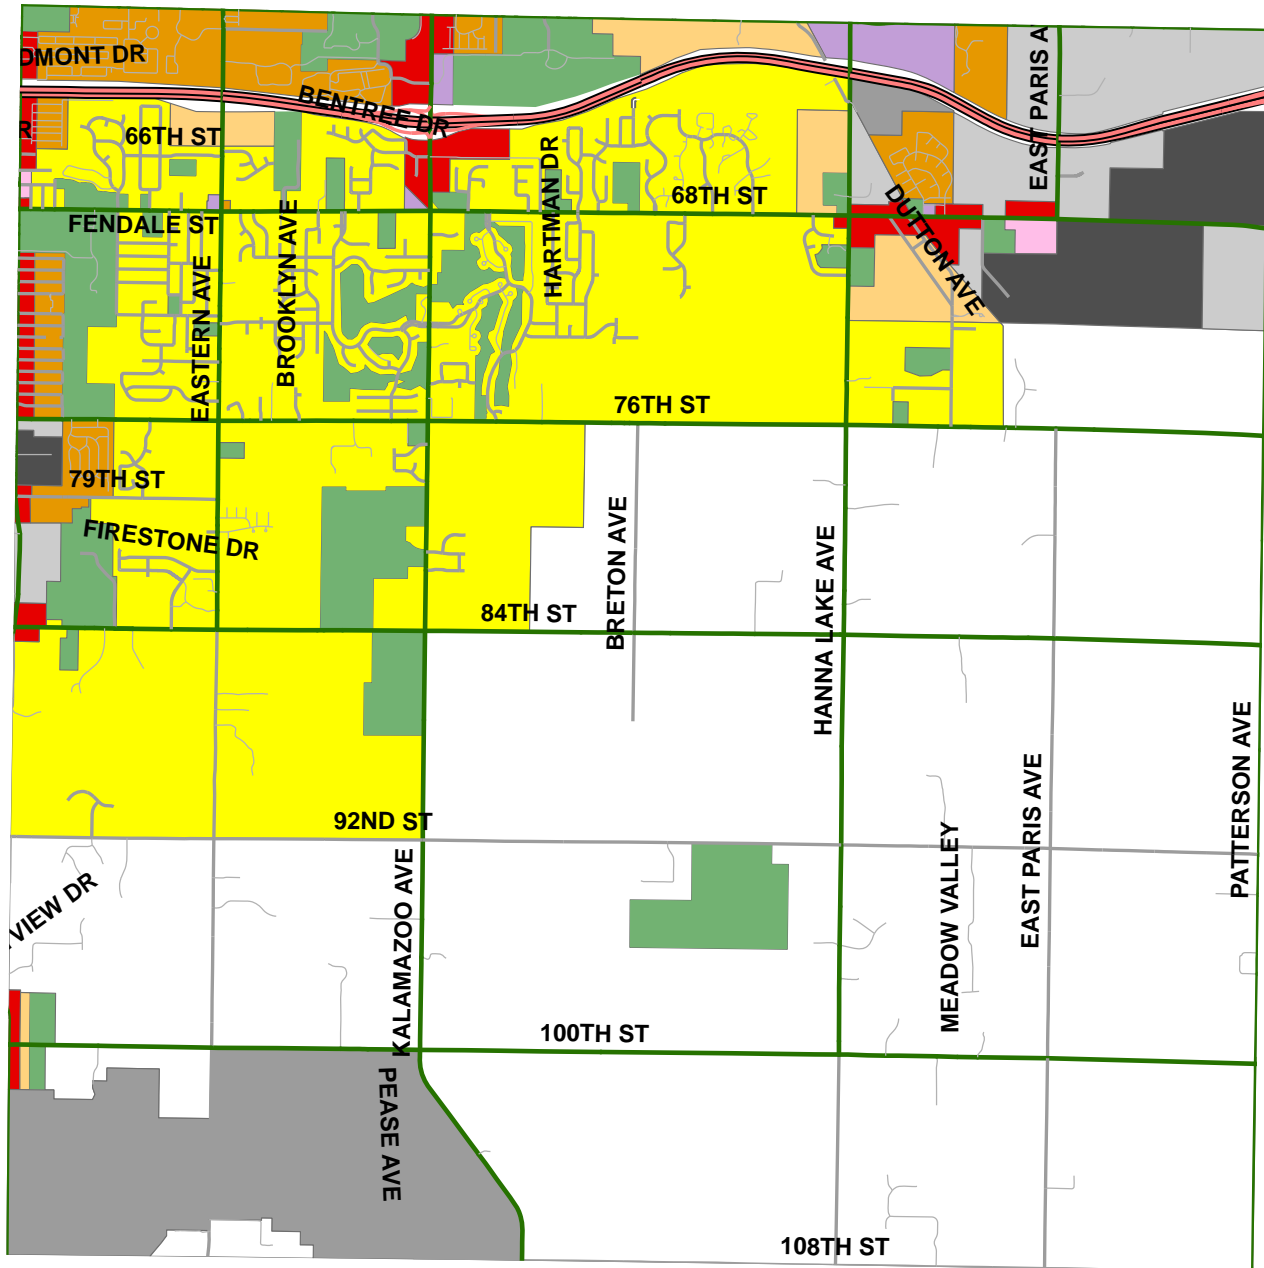 DMONT DR
BENTREE DR
EAST PARIS A
R
66TH ST
HARTMAN DR
68TH ST
DUTTON AVE
FENDALE ST
BROOKLYN AVE
EASTERN AVE
76TH ST
79TH ST
FIRESTONE DR
BRETON AVE
HANNA LAKE AVE
84TH ST
PATTERSON AVE
92ND ST
EAST PARIS AVE
MEADOW VALLEY
KALAMAZOO AVE
VIEW DR
100TH ST
PEASE AVE
108TH ST